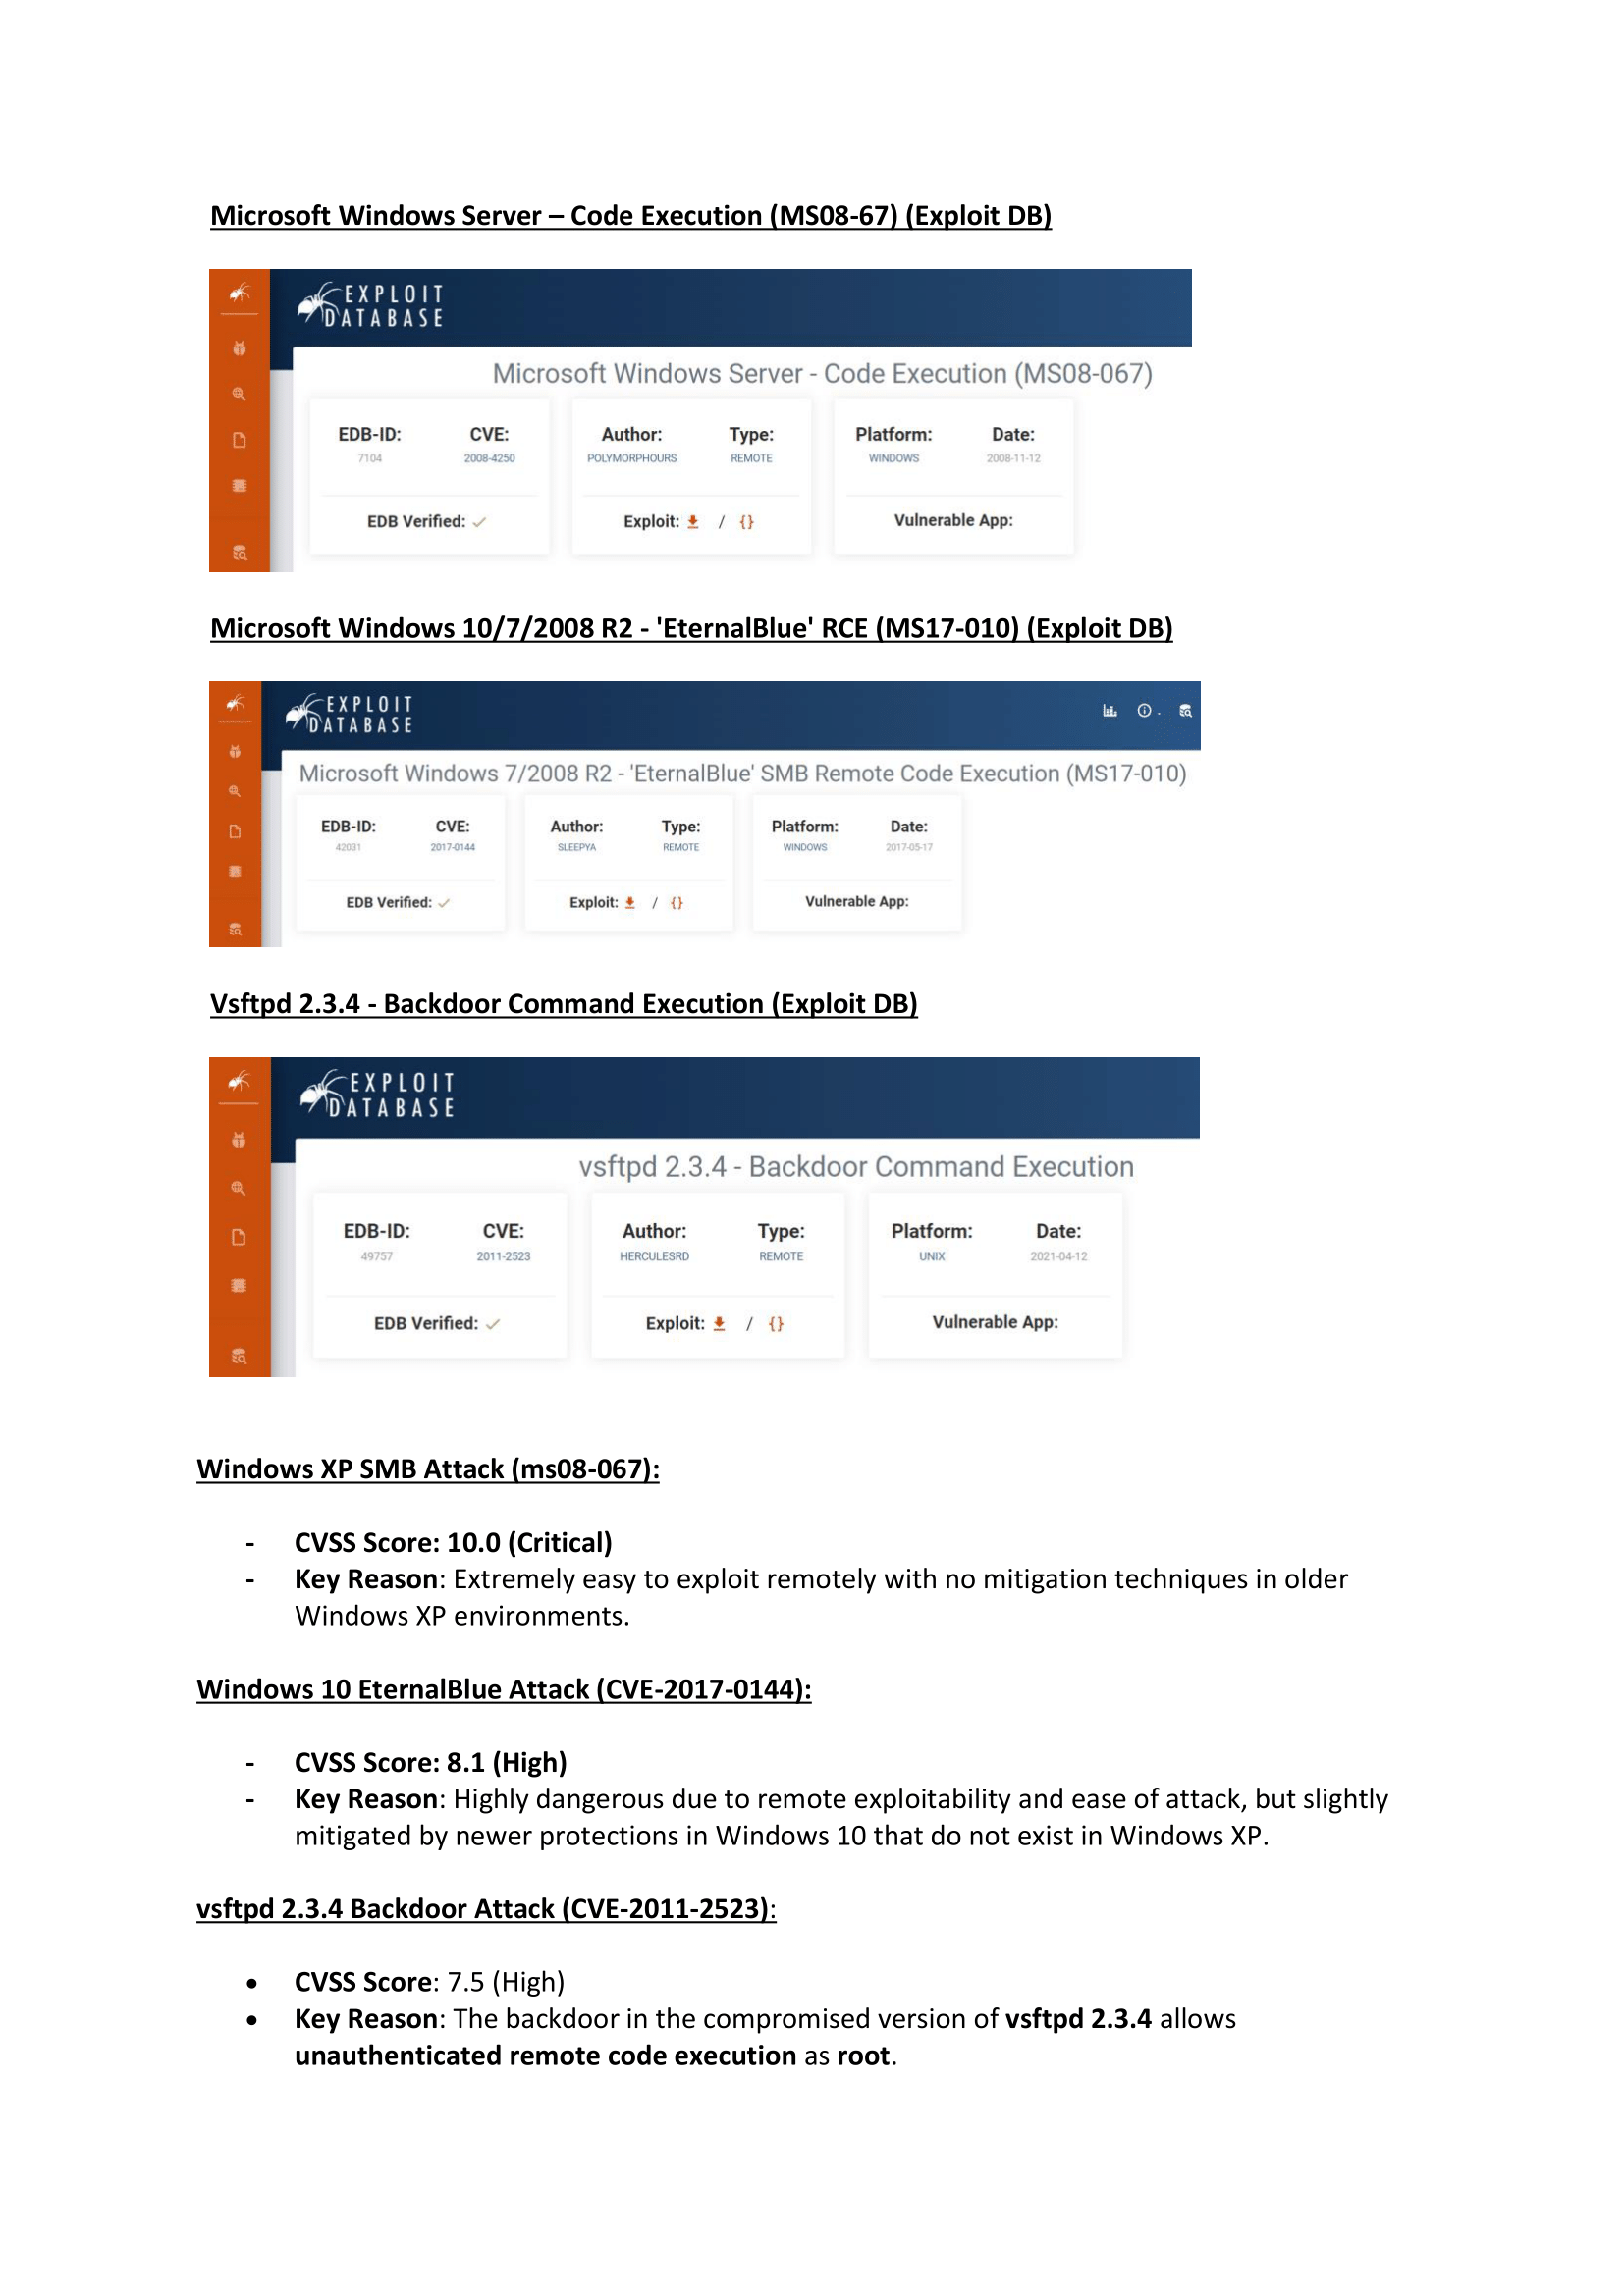 Microsoft Windows Server – Code Execution (MS08-67) (Exploit DB)
EXPLOIT
DATABASE
Microsoft Windows Server - Code Execution (MS08-067)
EDB-ID: CVE: Author: Type: Platform: Date:
7104 2008-4250 POLYMORPHOURS REMOTE WINDOWS 2008-11-12
EDB Verified: Exploit: / {} Vulnerable App:
Microsoft Windows 10/7/2008 R2 - 'EternalBlue' RCE (MS17-010) (Exploit DB)
EXPLOIT
DATABASE
Microsoft Windows 7/2008 R2 - 'EternalBlue' SMB Remote Code Execution (MS17-010)
EDB-ID: CVE: Author: Type: Platform: Date:
42031 2017-0144 SLEEPYA REMOTE WINDOWS 2017-05-17
EDB Verified: Exploit: / {} Vulnerable App:
Vsftpd 2.3.4 - Backdoor Command Execution (Exploit DB)
EXPLOIT
DATABASE
vsftpd 2.3.4 - Backdoor Command Execution
EDB-ID: CVE: Author: Type: Platform: Date:
49757 2011-2523 HERCULESRD REMOTE UNIX 2021-04-12
EDB Verified: Exploit: / {} Vulnerable App:
Windows XP SMB Attack (ms08-067):
- CVSS Score: 10.0 (Critical)
- Key Reason: Extremely easy to exploit remotely with no mitigation techniques in older
Windows XP environments.
Windows 10 EternalBlue Attack (CVE-2017-0144):
- CVSS Score: 8.1 (High)
- Key Reason: Highly dangerous due to remote exploitability and ease of attack, but slightly
mitigated by newer protections in Windows 10 that do not exist in Windows XP.
vsftpd 2.3.4 Backdoor Attack (CVE-2011-2523):
• CVSS Score: 7.5 (High)
• Key Reason: The backdoor in the compromised version of vsftpd 2.3.4 allows
unauthenticated remote code execution as root.